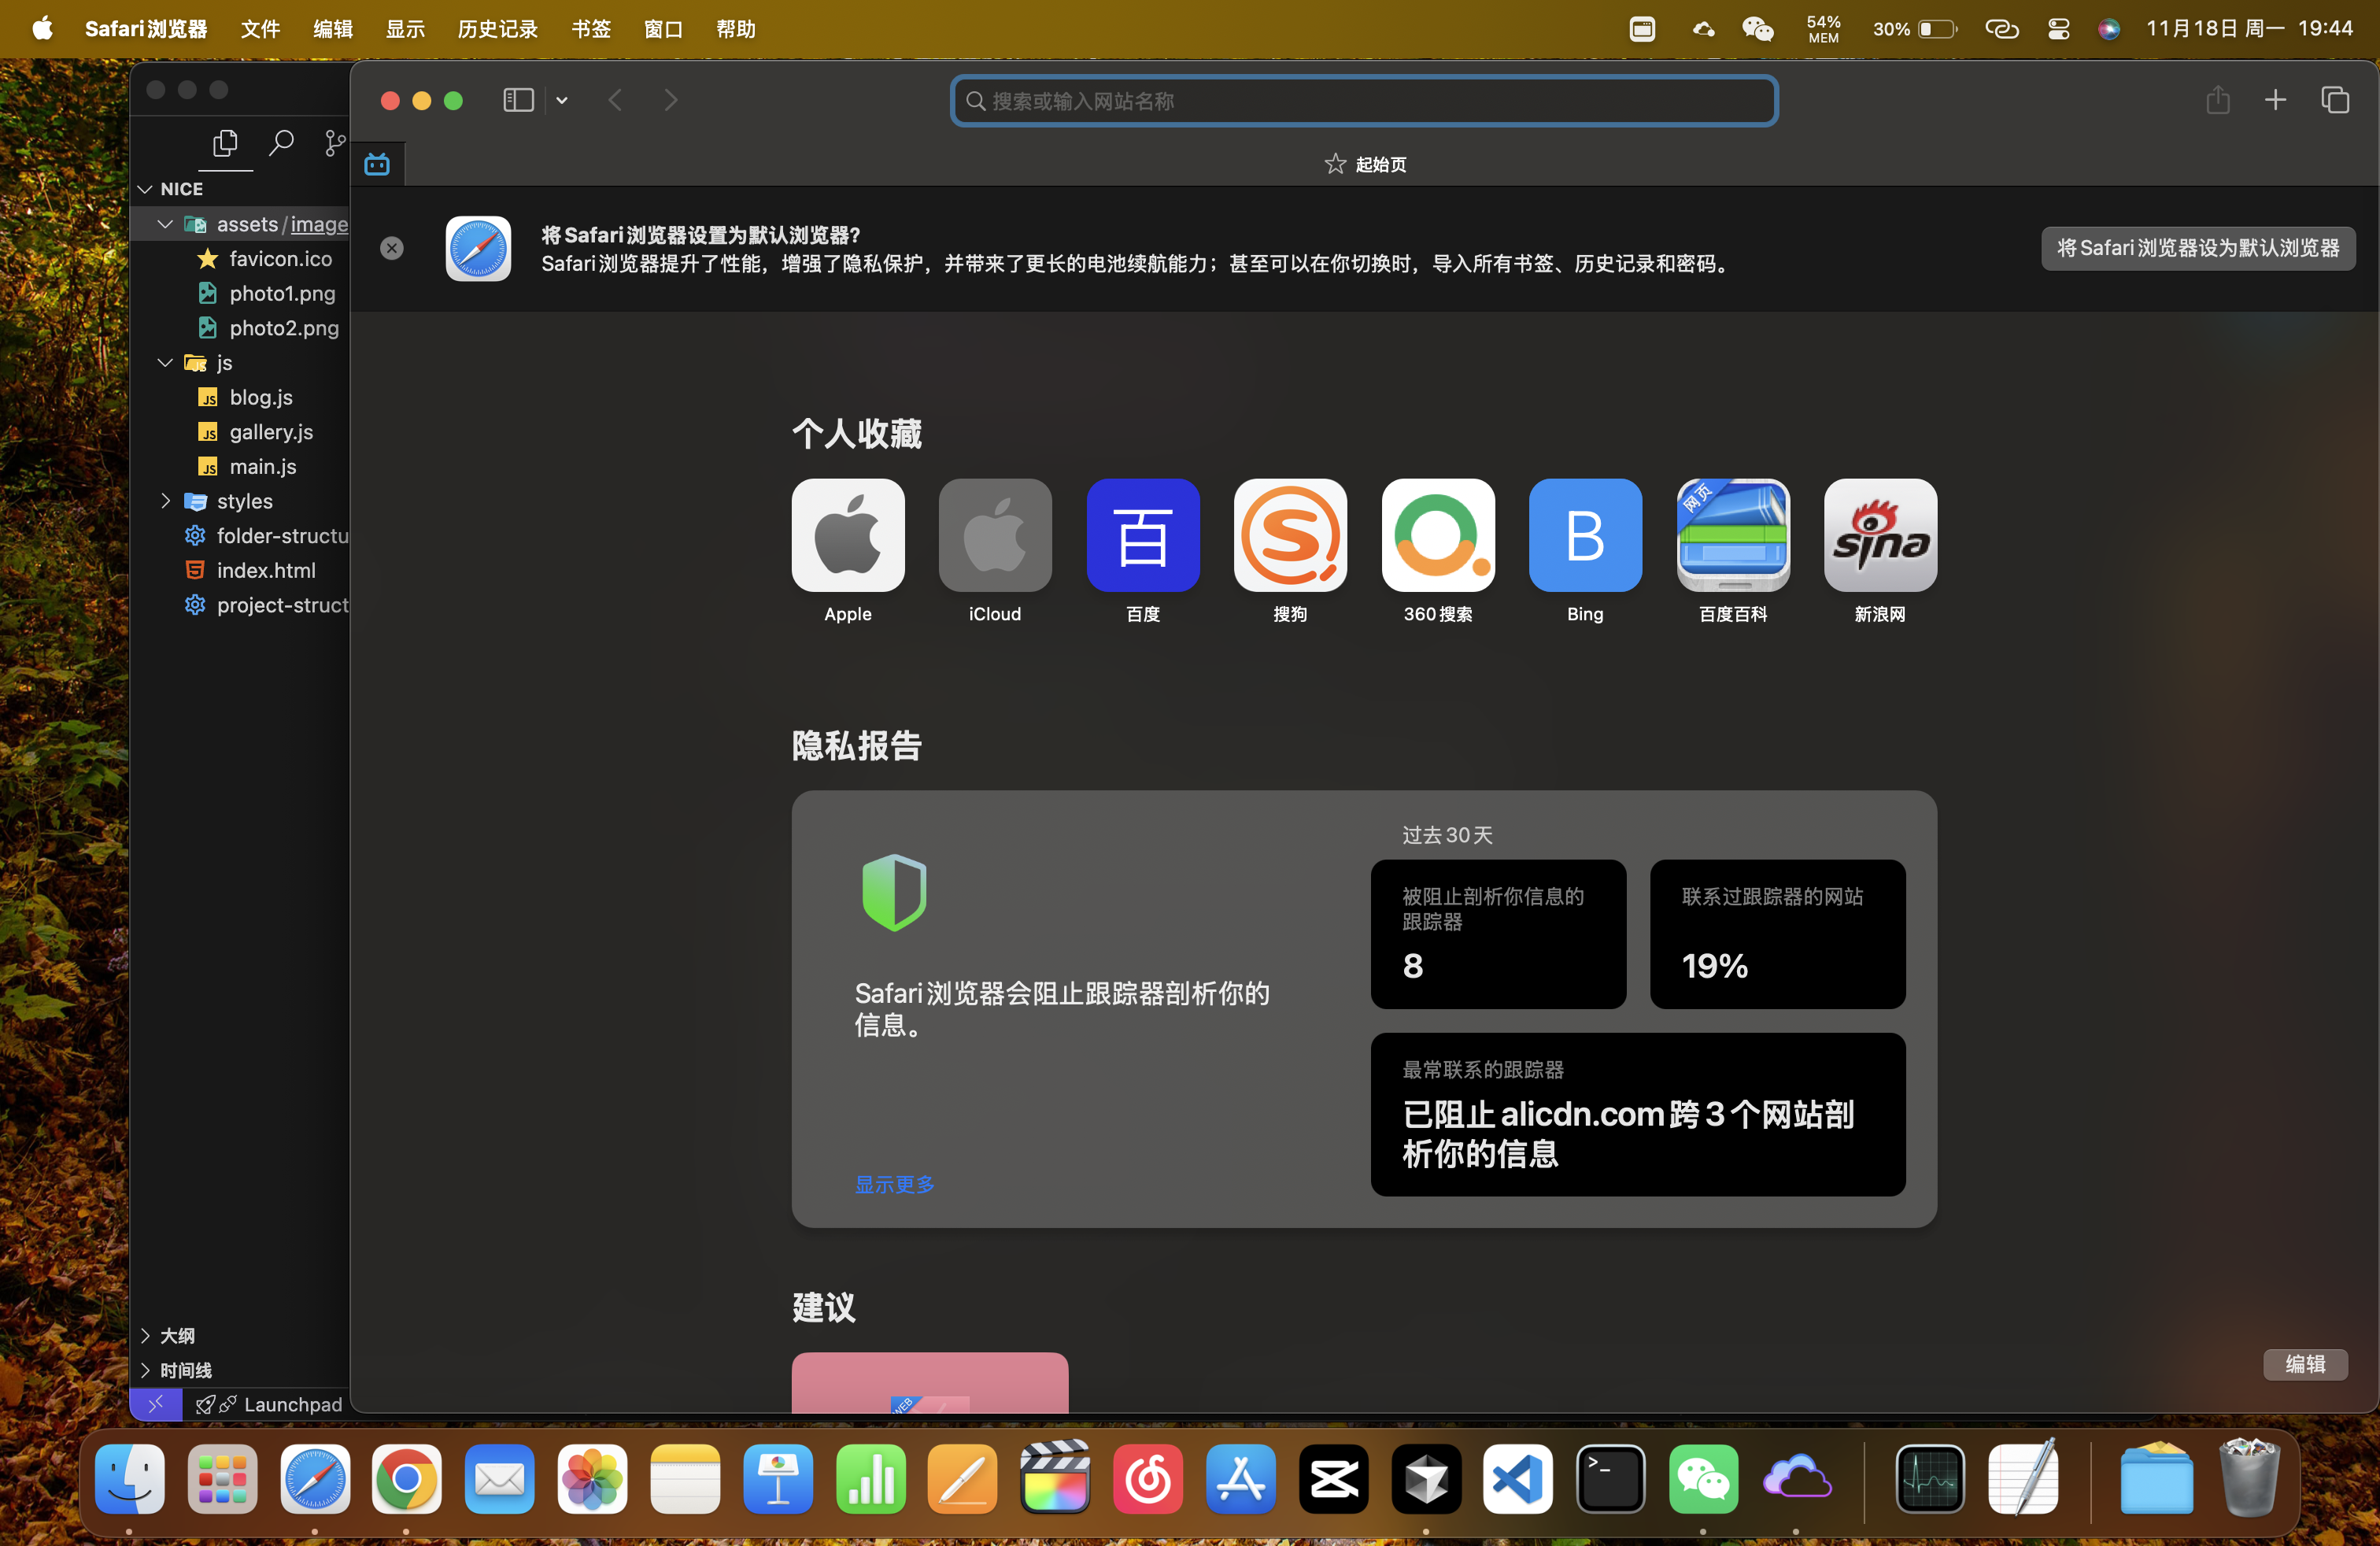 Safari浏览器 文件 编辑 显示 历史记录 书签 窗口 帮助
54%
MEM
30%
11月18日 周一 19:44
搜索或输入网站名称
起始页
NICE
assets/image
favicon.ico
photo1.png
photo2.png
js
blog.js
gallery.js
main.js
styles
folder-structu
index.html
project-struct
大纲
时间线
Launchpad
将Safari浏览器设置为默认浏览器?
Safari浏览器提升了性能，增强了隐私保护，并带来了更长的电池续航能力；甚至可以在你切换时，导入所有书签、历史记录和密码。
将Safari浏览器设为默认浏览器
个人收藏
百
B
网页
sina
Apple
iCloud
百度
搜狗
360搜索
Bing
百度百科
新浪网
隐私报告
Safari浏览器会阻止跟踪器剖析你的
信息。
显示更多
过去30天
被阻止剖析你信息的
跟踪器
8
联系过跟踪器的网站
19%
最常联系的跟踪器
已阻止alicdn.com跨3个网站剖
析你的信息
建议
WEB
编辑